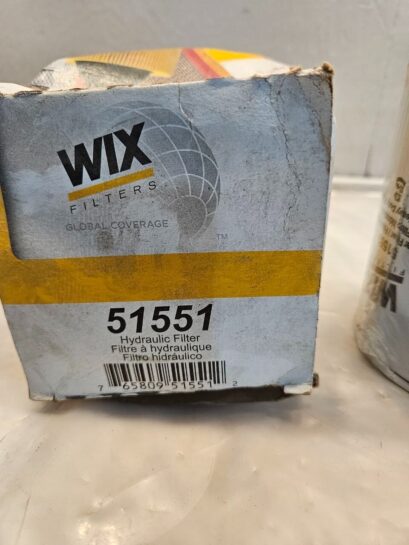 WIX
FILTERS
GLOBAL COVERAGE
TM
51551
Hydraulic Filter
Filtre à hydraulique
Filtro hidráulico
7 65809 51551 2